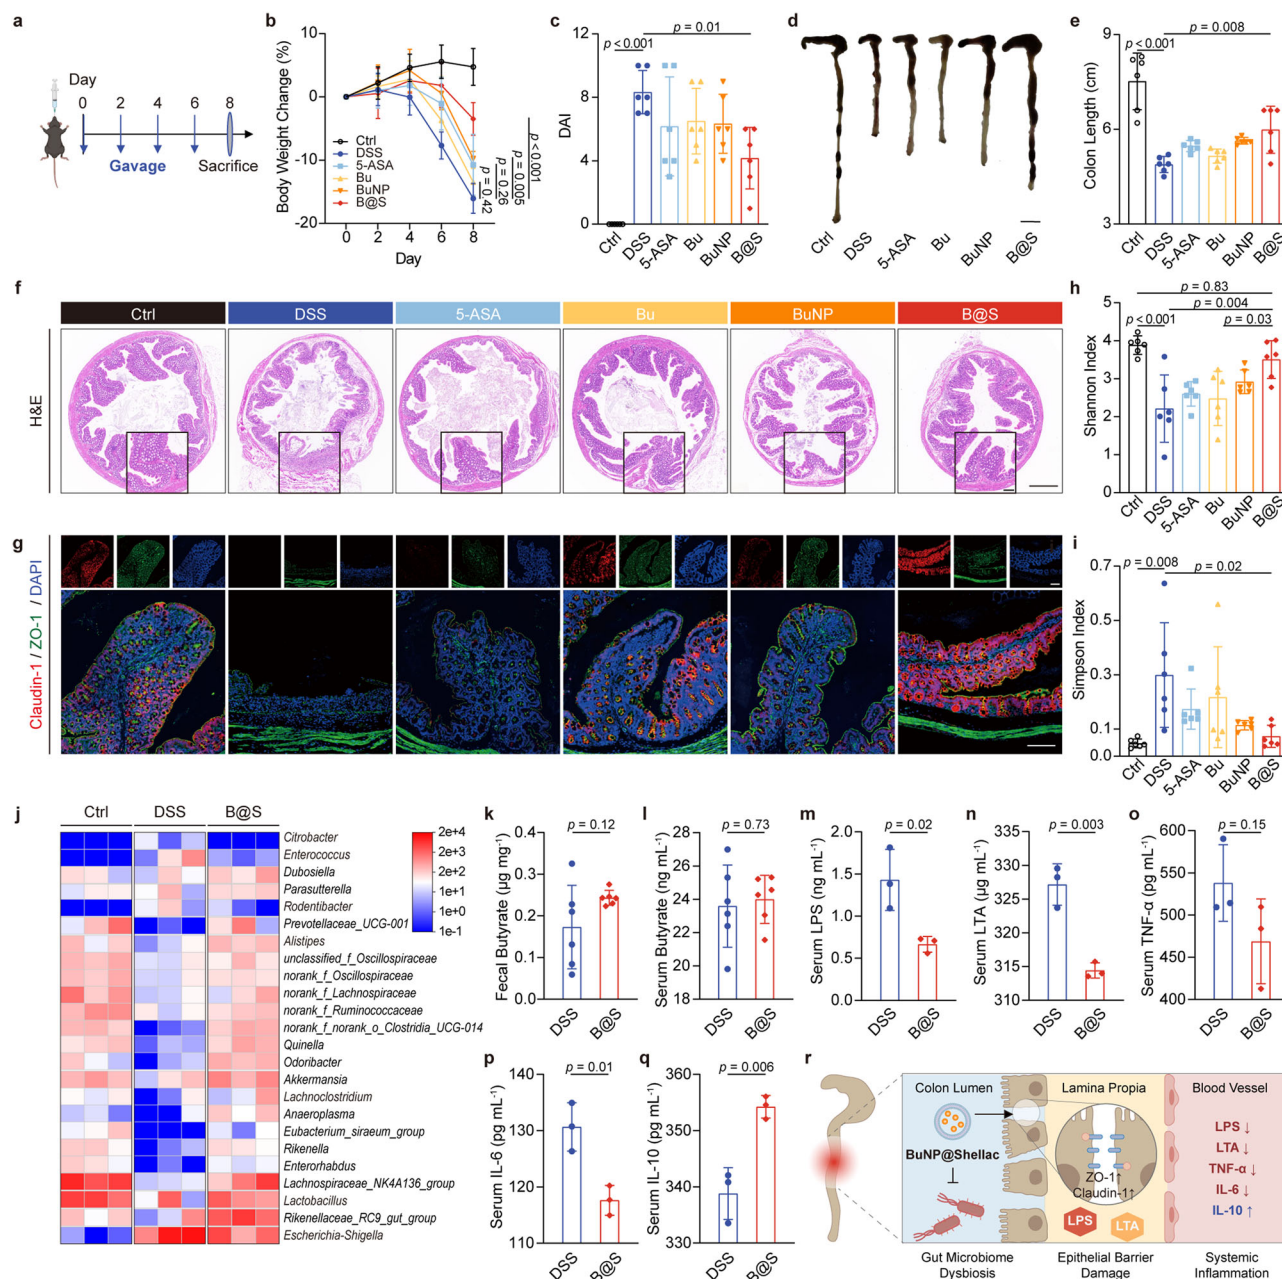 a
Day
0 2 4 6 8
Gavage
Sacrifice
b
Body Weight Change (%)
10
0
-10
-20
Ctrl
DSS
5-ASA
Bu
BuNP
B@S
p < 0.001
p = 0.005
p = 0.26
p = 0.42
0 2 4 6 8
Day
c
p = 0.01
p < 0.001
DAI
12
8
4
0
Ctrl DSS 5-ASA Bu BuNP B@S
d
Ctrl DSS 5-ASA Bu BuNP B@S
e
p = 0.008
p < 0.001
Colon Length (cm)
9
6
3
Ctrl DSS 5-ASA Bu BuNP B@S
f
Ctrl DSS 5-ASA Bu BuNP B@S
H&E
g
Claudin-1 / ZO-1 / DAPI
h
p = 0.83
p = 0.004
p < 0.001
p = 0.03
Shannon Index
5
4
3
2
1
0
Ctrl DSS 5-ASA Bu BuNP B@S
i
p = 0.008
p = 0.02
Simpson Index
0.7
0.5
0.3
0.1
0.0
Ctrl DSS 5-ASA Bu BuNP B@S
j
Ctrl DSS B@S
Citrobacter
Enterococcus
Dubosiella
Parasutterella
Rodentibacter
Prevotellaceae_UCG-001
Alistipes
unclassified_f_Oscillospiraceae
norank_f_Oscillospiraceae
norank_f_Lachnospiraceae
norank_f_Ruminococcaceae
norank_f_norank_o_Clostridia_UCG-014
Quinella
Odoribacter
Akkermansia
Lachnoclostridium
Anaeroplasma
Eubacterium_siraeum_group
Rikenella
Enterorhabdus
Lachnospiraceae_NK4A136_group
Lactobacillus
Rikenellaceae_RC9_gut_group
Escherichia-Shigella
2e+4
2e+3
1e+2
1e+1
1e+0
1e-1
k
p = 0.12
Fecal Butyrate (µg mg⁻¹)
0.4
0.3
0.2
0.1
0.0
DSS B@S
l
p = 0.73
Serum Butyrate (ng mL⁻¹)
28
26
24
22
20
18
DSS B@S
m
p = 0.02
Serum LPS (ng mL⁻¹)
2.0
1.5
1.0
0.5
0.0
DSS B@S
n
p = 0.003
Serum LTA (µg mL⁻¹)
335
330
325
320
315
310
DSS B@S
o
p = 0.15
Serum TNF-α (pg mL⁻¹)
600
500
400
DSS B@S
p
p = 0.01
Serum IL-6 (pg mL⁻¹)
140
130
120
110
DSS B@S
q
p = 0.006
Serum IL-10 (pg mL⁻¹)
360
350
340
330
DSS B@S
r
Colon Lumen
BuNP@Shellac
Gut Microbiome
Dysbiosis
Lamina Propia
ZO-1↑
Claudin-1↑
LPS
LTA
Epithelial Barrier
Damage
Blood Vessel
LPS ↓
LTA ↓
TNF-α ↓
IL-6 ↓
IL-10 ↑
Systemic
Inflammation